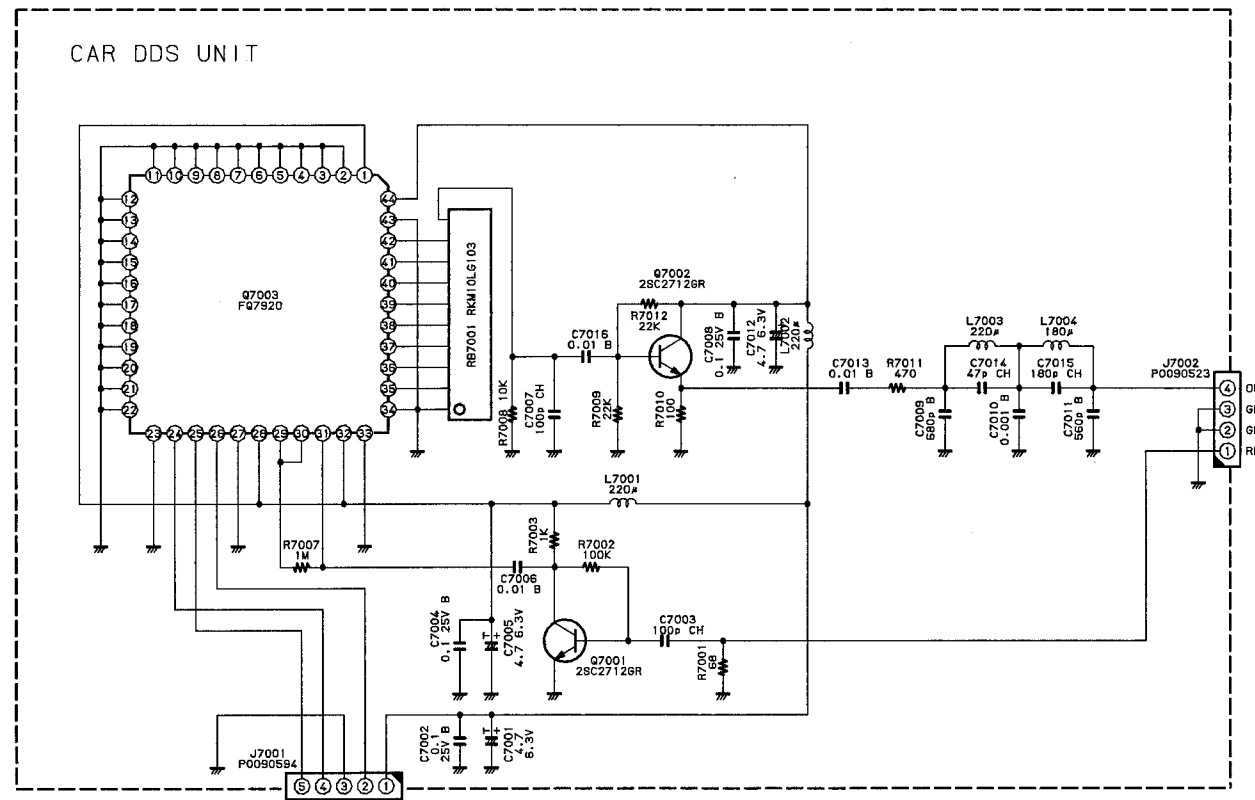 CAR DDS UNIT
11 10 9 8 7 6 5 4 3 2 1
12
13
14
15
16
17
18
19
20
21
22
44
43
42
41
40
39
38
37
36
35
34
23 24 25 26 27 28 29 30 31 32 33
Q7003
FQ7920
RB7001 RKM10LG103
R7008 10K
C7007
100p CH
C7016
0.01 B
Q7002
2SC2712GR
R7012
22K
R7009
22K
R7010
100
C7008
0.1 25V B
C7012
4.7 6.3V
L7002
220μ
C7013
0.01 B
R7011
470
L7003
220μ
L7004
180μ
C7014
47p CH
C7015
180p CH
C7009
680p B
C7010
0.001 B
C7011
560p B
J7002
P0090523
4
3
2
1
L7001
220μ
R7007
1M
R7003
1K
R7002
100K
C7006
0.01 B
C7004
0.1 25V B
C7005
4.7 6.3V
T +
Q7001
2SC2712GR
C7003
100p CH
R7001
68
C7002
0.1
25V B
C7001
4.7
6.3V
T +
J7001
P0090594
5 4 3 2 1